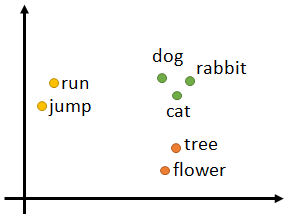 dog
rabbit
run
jump
cat
tree
flower